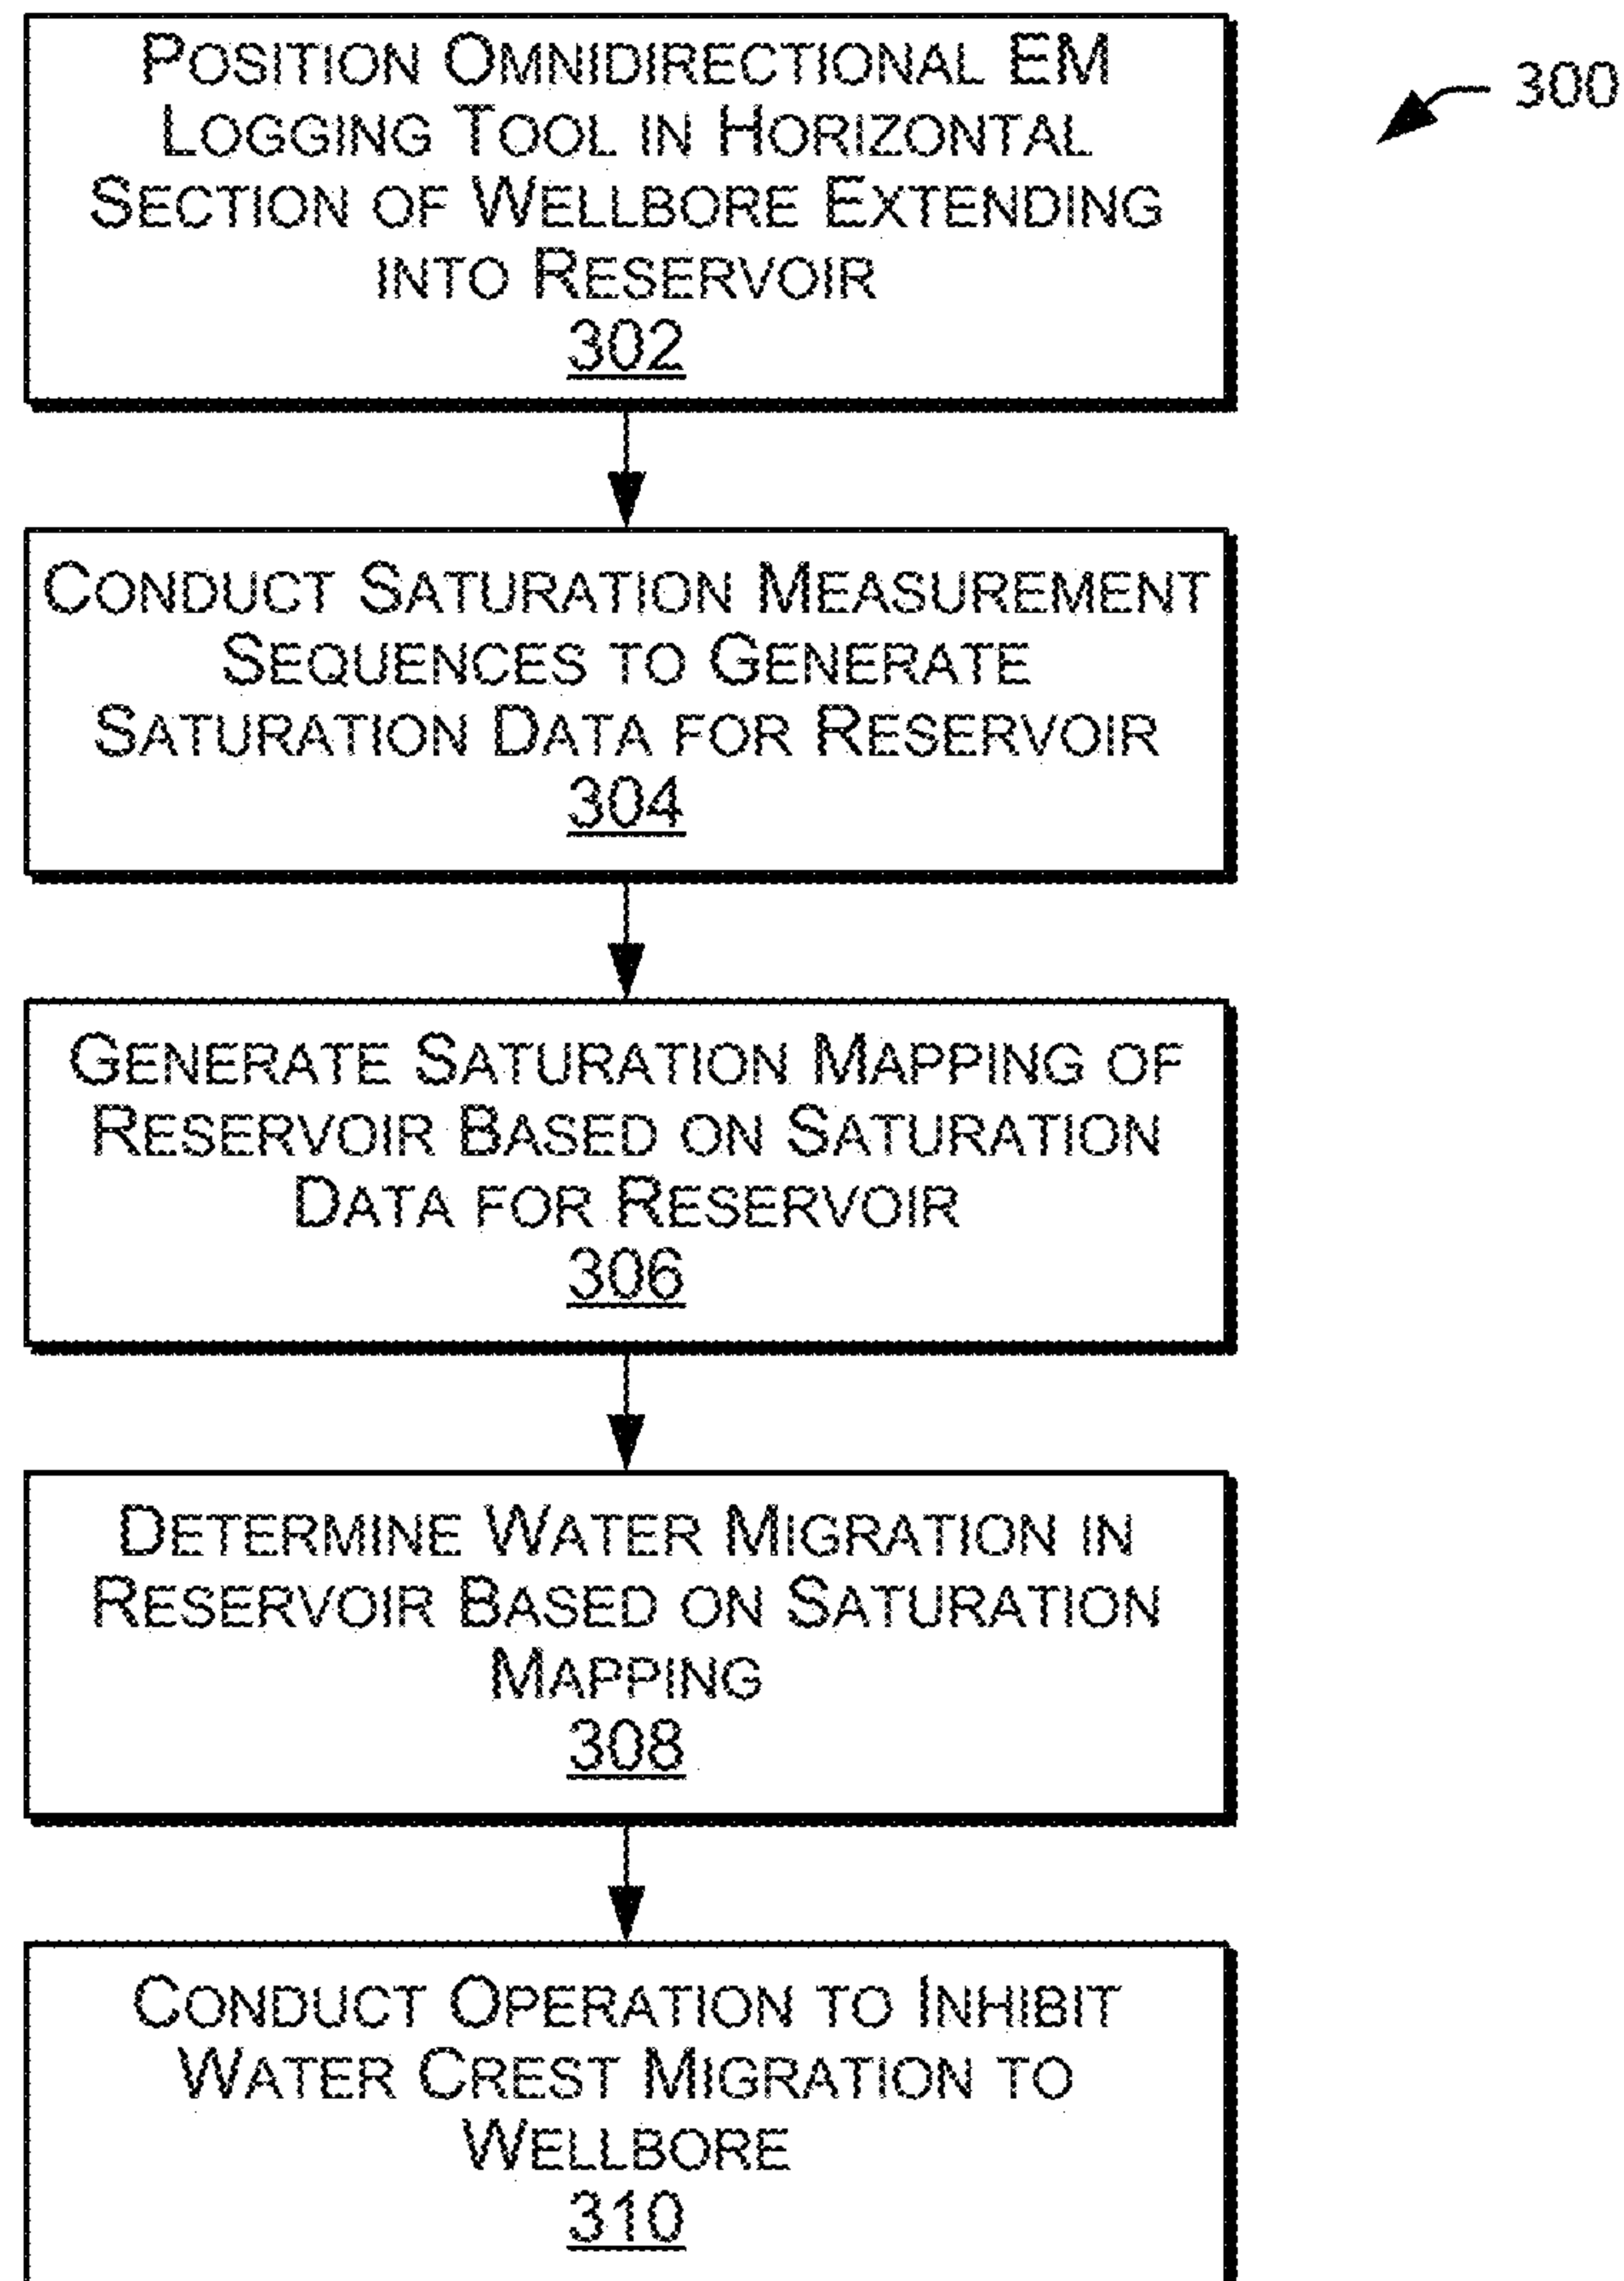 POSITION OMNIDIRECTIONAL EM
LOGGING TOOL IN HORIZONTAL
SECTION OF WELLBORE EXTENDING
INTO RESERVOIR
302
300
CONDUCT SATURATION MEASUREMENT
SEQUENCES TO GENERATE
SATURATION DATA FOR RESERVOIR
304
GENERATE SATURATION MAPPING OF
RESERVOIR BASED ON SATURATION
DATA FOR RESERVOIR
306
DETERMINE WATER MIGRATION IN
RESERVOIR BASED ON SATURATION
MAPPING
308
CONDUCT OPERATION TO INHIBIT
WATER CREST MIGRATION TO
WELLBORE
310